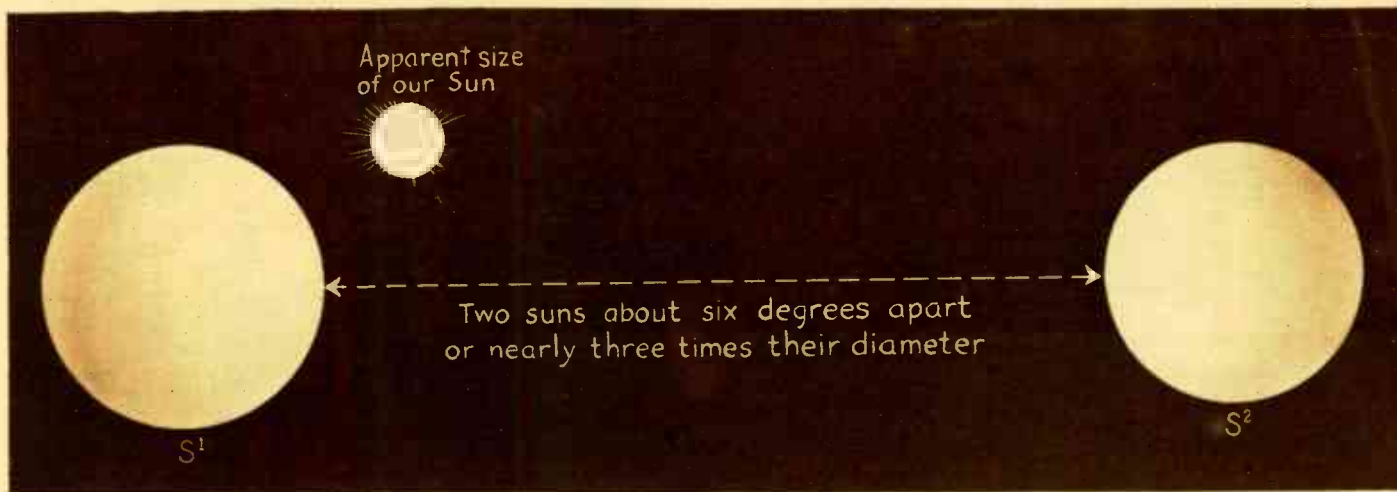 Apparent size
of our Sun
Two suns about six degrees apart
or nearly three times their diameter
S¹
S²